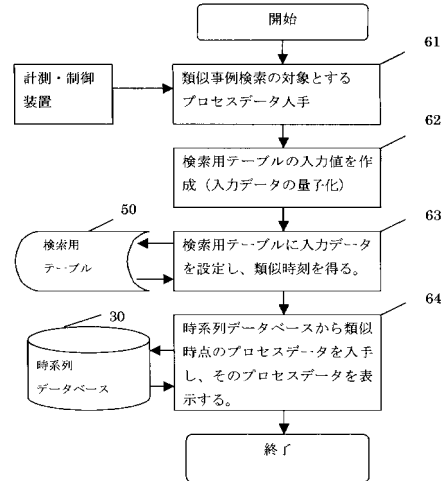 開始
61
計測・制御
装置
類似事例検索の対象とする
プロセスデータ入手
62
検索用テーブルの入力値を作
成（入力データの量子化）
50
63
検索用
テーブル
検索用テーブルに入力データ
を設定し、類似時刻を得る。
64
30
時系列
データベース
時系列データベースから類似
時点のプロセスデータを入手
し、そのプロセスデータを表
示する。
終了